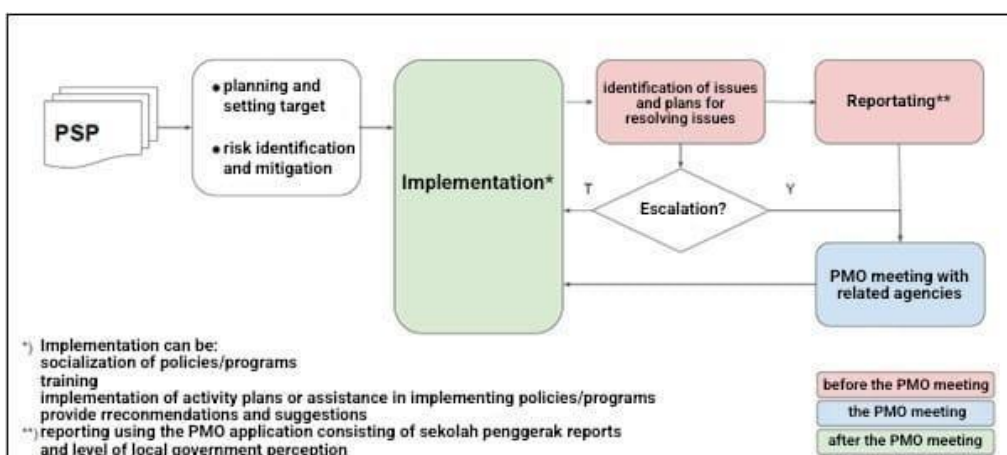 PSP
• planning and
setting target
• risk identification
and mitigation
Implementation*
identification of issues
and plans for
resolving issues
Reportating**
T
Escalation?
Y
PMO meeting with
related agencies
*) Implementation can be:
socialization of policies/programs
training
implementation of activity plans or assistance in implementing policies/programs
provide rreconmendations and suggestions
**) reporting using the PMO application consisting of sekolah penggerak reports
and level of local government perception
before the PMO meeting
the PMO meeting
after the PMO meeting